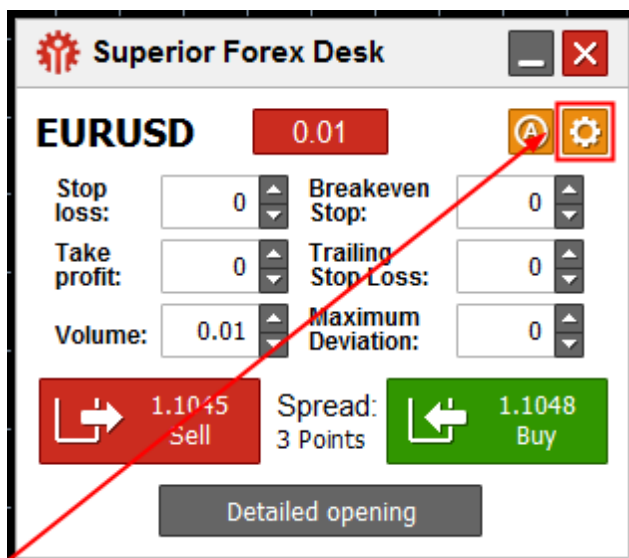 Superior Forex Desk
EURUSD
0.01
A
Stop
loss:
0
Breakeven
Stop:
0
Take
profit:
0
Trailing
Stop Loss:
0
Volume:
0.01
Maximum
Deviation:
0
1.1045
Sell
Spread:
3 Points
1.1048
Buy
Detailed opening